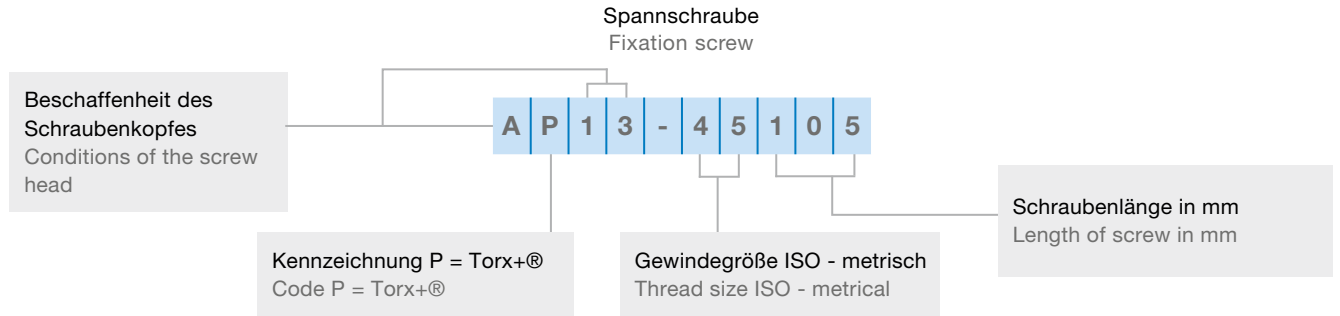 Spannschraube
Fixation screw
Beschaffenheit des
Schraubenkopfes
Conditions of the screw
head
A P 1 3 - 4 5 1 0 5
Schraubenlänge in mm
Length of screw in mm
Kennzeichnung P = Torx+®
Code P = Torx+®
Gewindegröße ISO - metrisch
Thread size ISO - metrical